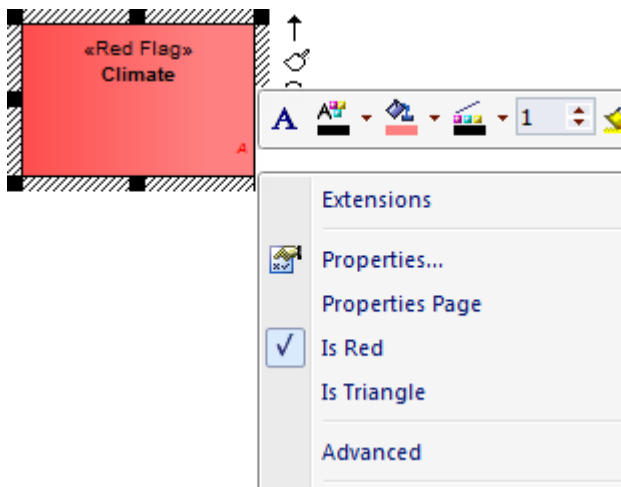 «Red Flag»
Climate
A
A A 1
Extensions
Properties...
Properties Page
Is Red
Is Triangle
Advanced